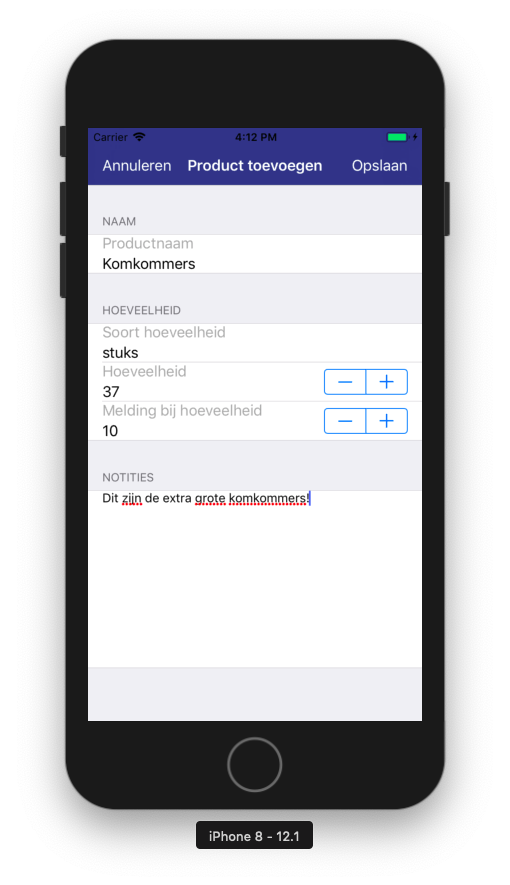 Carrier 4:12 PM
Annuleren Product toevoegen Opslaan
NAAM
Productnaam
Komkommers
HOEVEELHEID
Soort hoeveelheid
stuks
Hoeveelheid
37
Melding bij hoeveelheid
10
NOTITIES
Dit zijn de extra grote komkommers!
iPhone 8 - 12.1